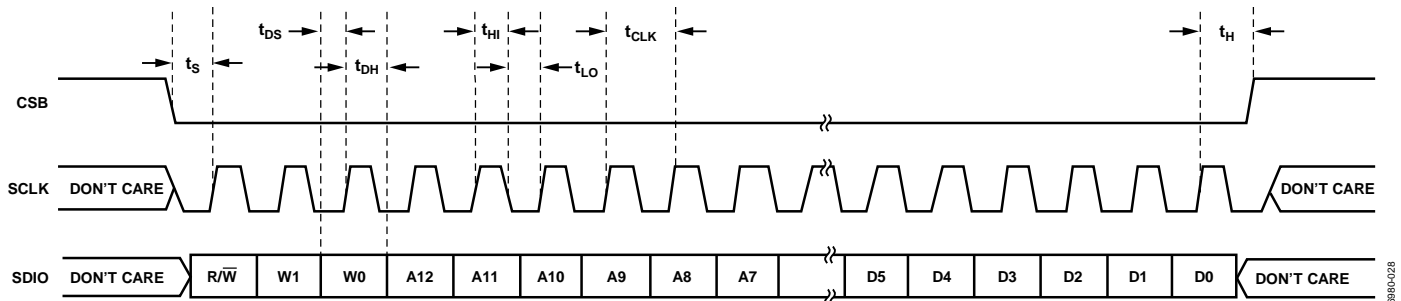 tDS
tHI
tCLK
tH
tS
tDH
tLO
CSB
SCLK DON'T CARE DON'T CARE
SDIO DON'T CARE R/W̅ W1 W0 A12 A11 A10 A9 A8 A7 D5 D4 D3 D2 D1 D0 DON'T CARE